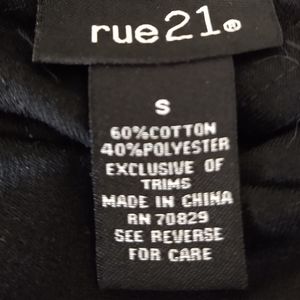 rue21®
S
60%COTTON
40%POLYESTER
EXCLUSIVE OF
TRIMS
MADE IN CHINA
RN 70829
SEE REVERSE
FOR CARE